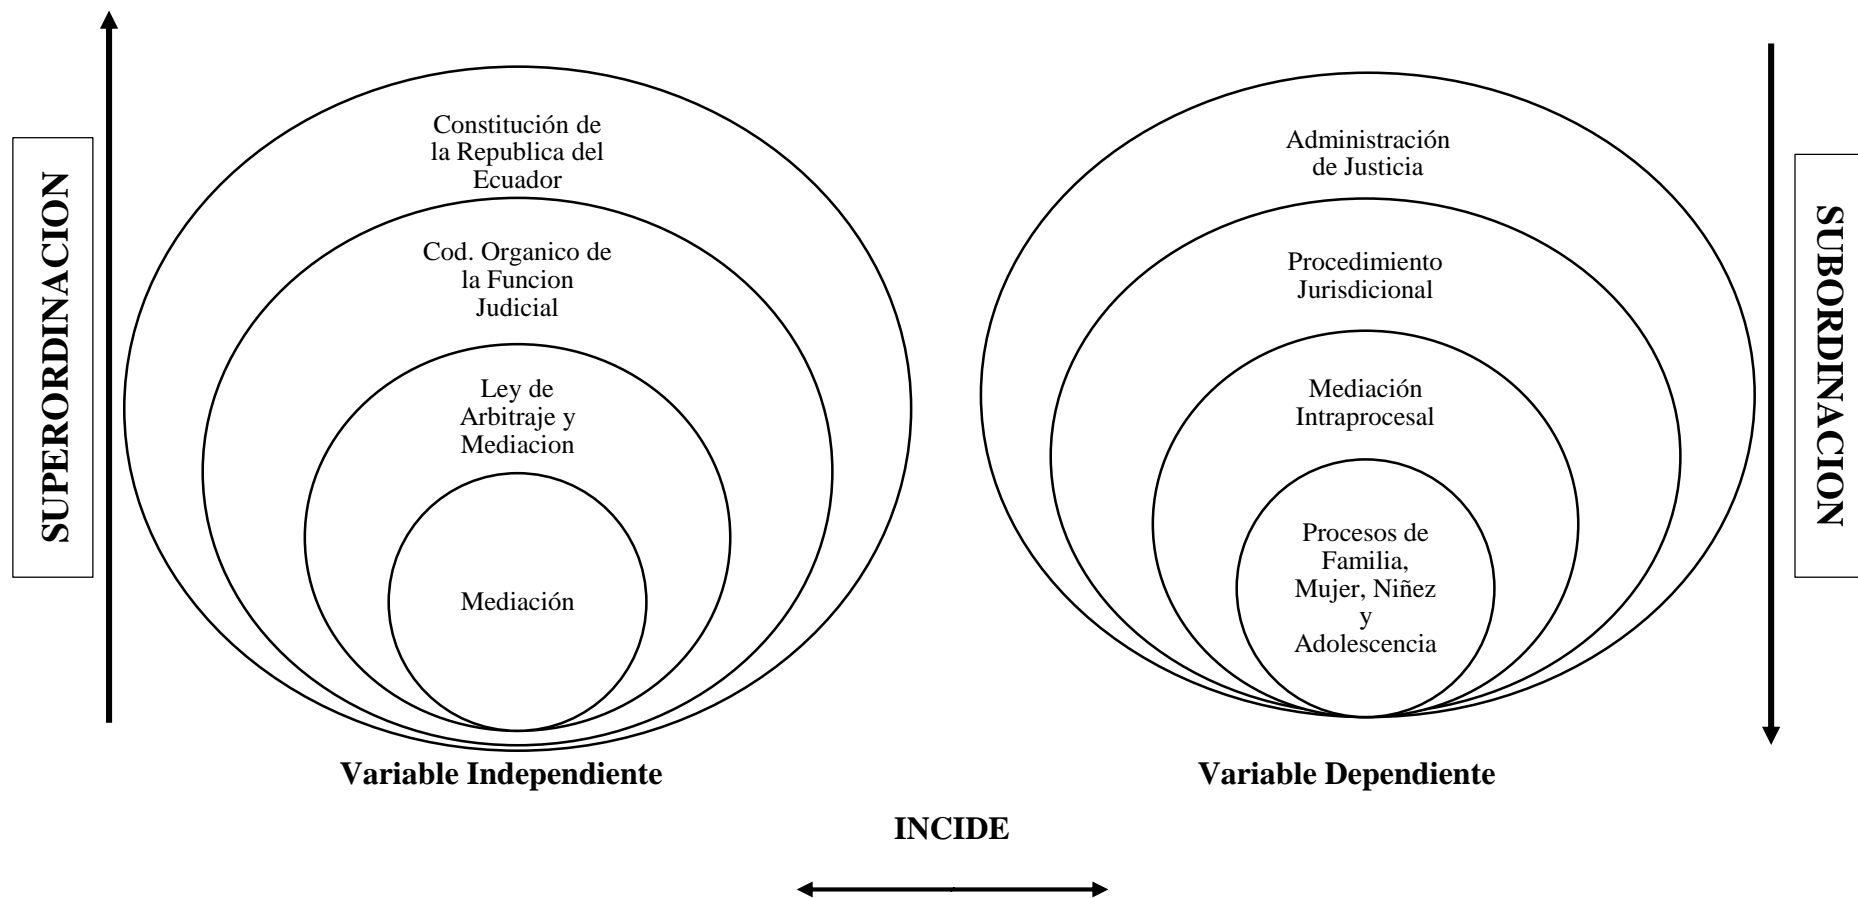 SUPERORDINACION
Constitución de
la Republica del
Ecuador
Cod. Organico de
la Funcion
Judicial
Ley de
Arbitraje y
Mediacion
Mediación
Variable Independiente
Administración
de Justicia
Procedimiento
Jurisdicional
Mediación
Intraprocesal
Procesos de
Familia,
Mujer, Niñez
y
Adolescencia
Variable Dependiente
SUBORDINACION
INCIDE